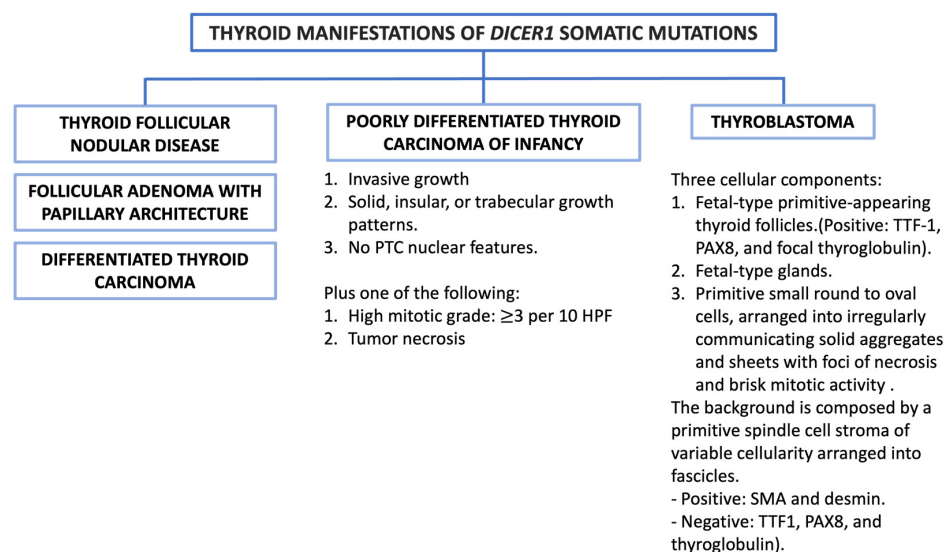 THYROID MANIFESTATIONS OF DICER1 SOMATIC MUTATIONS
THYROID FOLLICULAR
NODULAR DISEASE
FOLLICULAR ADENOMA WITH
PAPILLARY ARCHITECTURE
DIFFERENTIATED THYROID
CARCINOMA
POORLY DIFFERENTIATED THYROID
CARCINOMA OF INFANCY
1. Invasive growth
2. Solid, insular, or trabecular growth
patterns.
3. No PTC nuclear features.
Plus one of the following:
1. High mitotic grade: ≥3 per 10 HPF
2. Tumor necrosis
THYROBLASTOMA
Three cellular components:
1. Fetal-type primitive-appearing
thyroid follicles.(Positive: TTF-1,
PAX8, and focal thyroglobulin).
2. Fetal-type glands.
3. Primitive small round to oval
cells, arranged into irregularly
communicating solid aggregates
and sheets with foci of necrosis
and brisk mitotic activity .
The background is composed by a
primitive spindle cell stroma of
variable cellularity arranged into
fascicles.
- Positive: SMA and desmin.
- Negative: TTF1, PAX8, and
thyroglobulin).